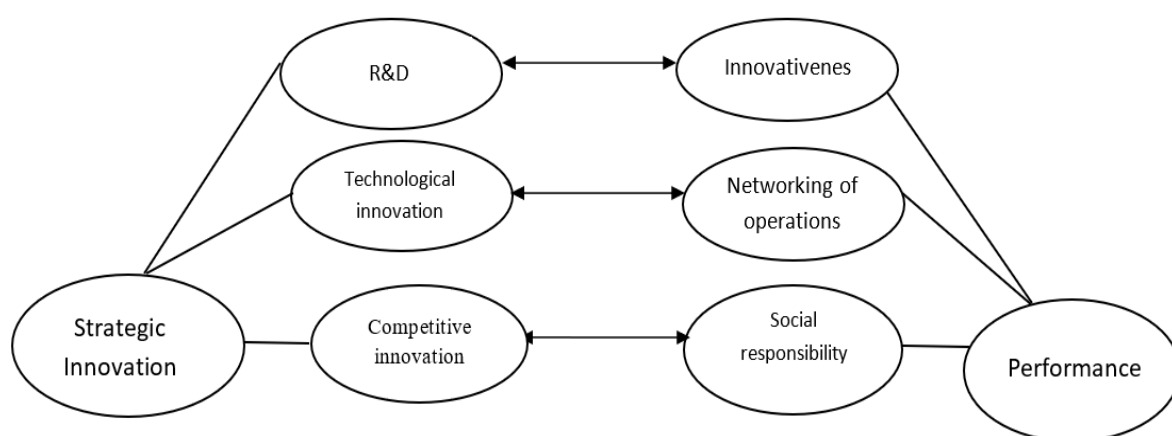 R&D
Innovativenes
Technological
innovation
Networking of
operations
Strategic
Innovation
Competitive
innovation
Social
responsibility
Performance